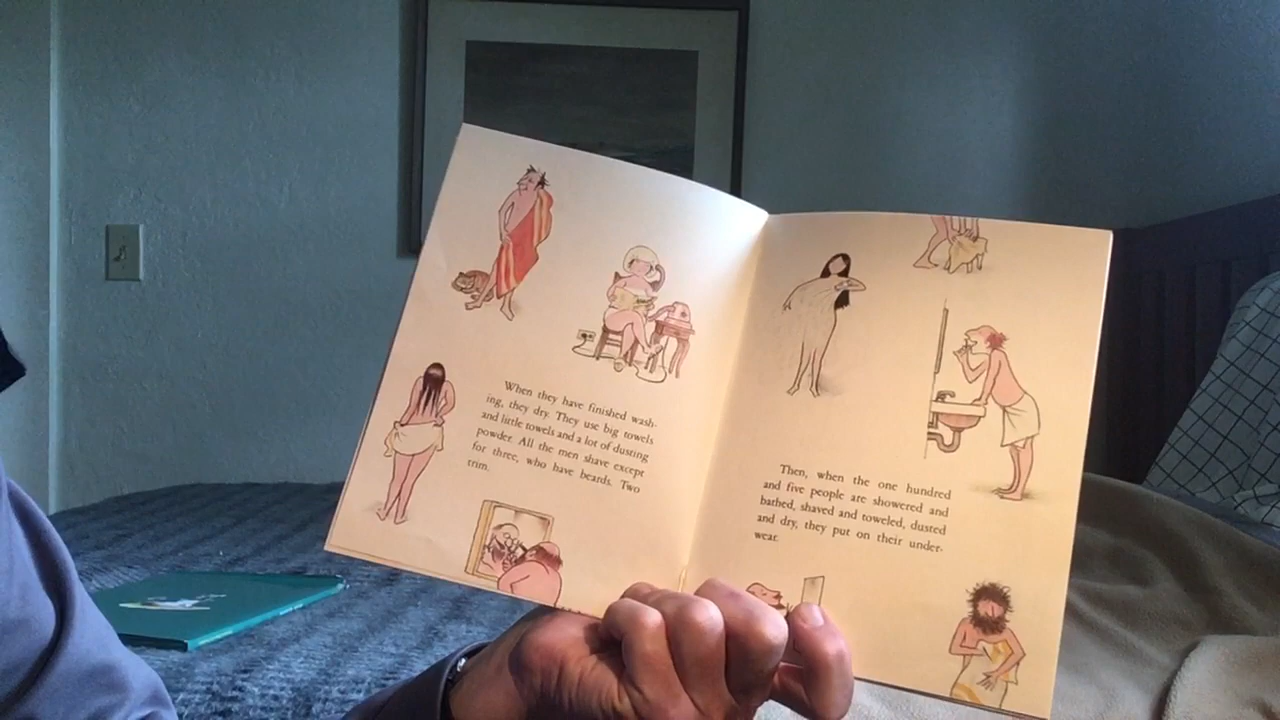 When they have finished wash-
ing, they dry. They use big towels
and little towels and a lot of dusting
powder. All the men shave except
for three, who have beards. Two
trim.
Then, when the one hundred
and five people are showered and
bathed, shaved and toweled, dusted
and dry, they put on their under-
wear.